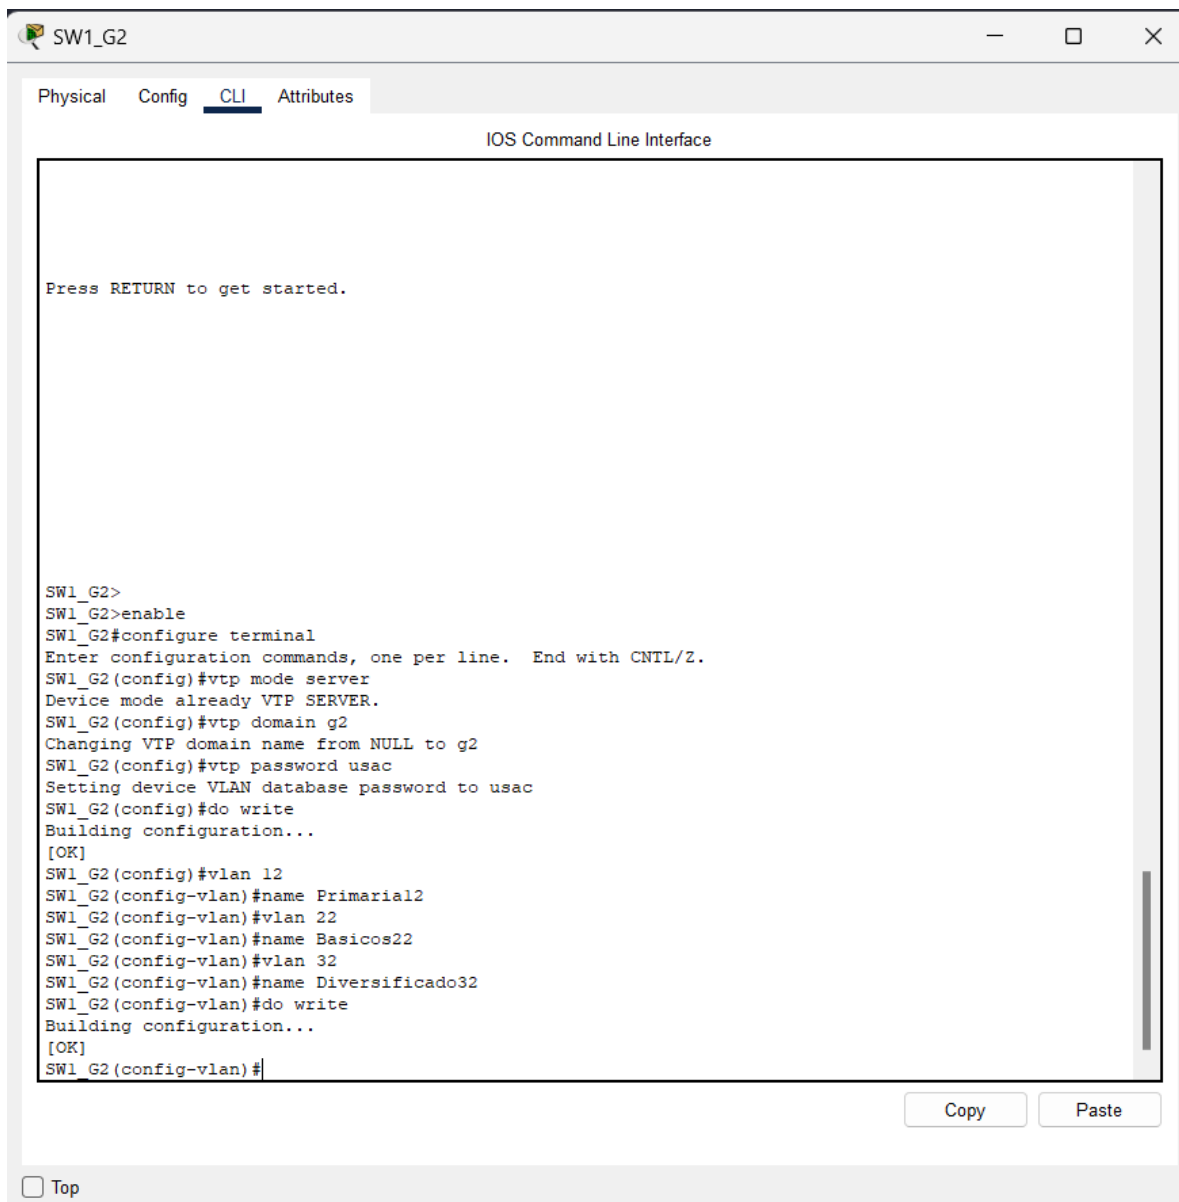 SW1_G2
Physical Config CLI Attributes
IOS Command Line Interface
Press RETURN to get started.
SW1_G2>
SW1_G2>enable
SW1_G2#configure terminal
Enter configuration commands, one per line.  End with CNTL/Z.
SW1_G2(config)#vtp mode server
Device mode already VTP SERVER.
SW1_G2(config)#vtp domain g2
Changing VTP domain name from NULL to g2
SW1_G2(config)#vtp password usac
Setting device VLAN database password to usac
SW1_G2(config)#do write
Building configuration...
[OK]
SW1_G2(config)#vlan 12
SW1_G2(config-vlan)#name Primaria12
SW1_G2(config-vlan)#vlan 22
SW1_G2(config-vlan)#name Basicos22
SW1_G2(config-vlan)#vlan 32
SW1_G2(config-vlan)#name Diversificado32
SW1_G2(config-vlan)#do write
Building configuration...
[OK]
SW1_G2(config-vlan)#
Copy Paste
Top